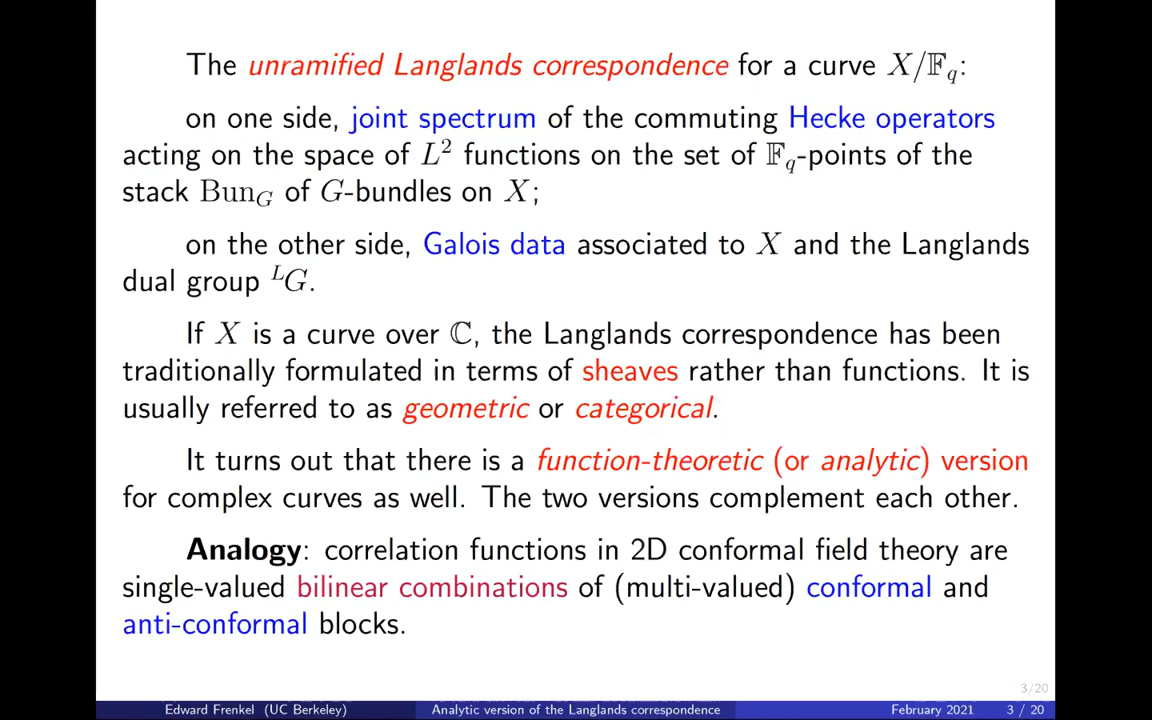 The unramified Langlands correspondence for a curve X/𝔽_q:
on one side, joint spectrum of the commuting Hecke operators
acting on the space of L² functions on the set of 𝔽_q-points of the
stack Bun_G of G-bundles on X;
on the other side, Galois data associated to X and the Langlands
dual group ᴸG.
If X is a curve over ℂ, the Langlands correspondence has been
traditionally formulated in terms of sheaves rather than functions. It is
usually referred to as geometric or categorical.
It turns out that there is a function-theoretic (or analytic) version
for complex curves as well. The two versions complement each other.
Analogy: correlation functions in 2D conformal field theory are
single-valued bilinear combinations of (multi-valued) conformal and
anti-conformal blocks.
3/20
Edward Frenkel (UC Berkeley) Analytic version of the Langlands correspondence February 2021 3 / 20